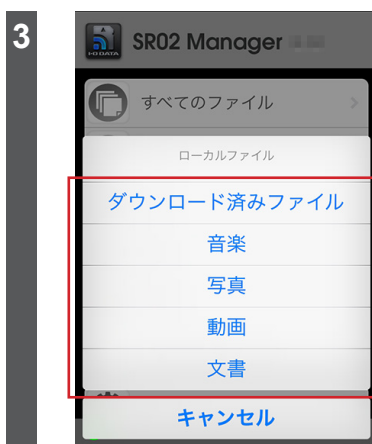 3
I-O DATA
SR02 Manager
すべてのファイル
ローカルファイル
ダウンロード済みファイル
音楽
写真
動画
文書
キャンセル